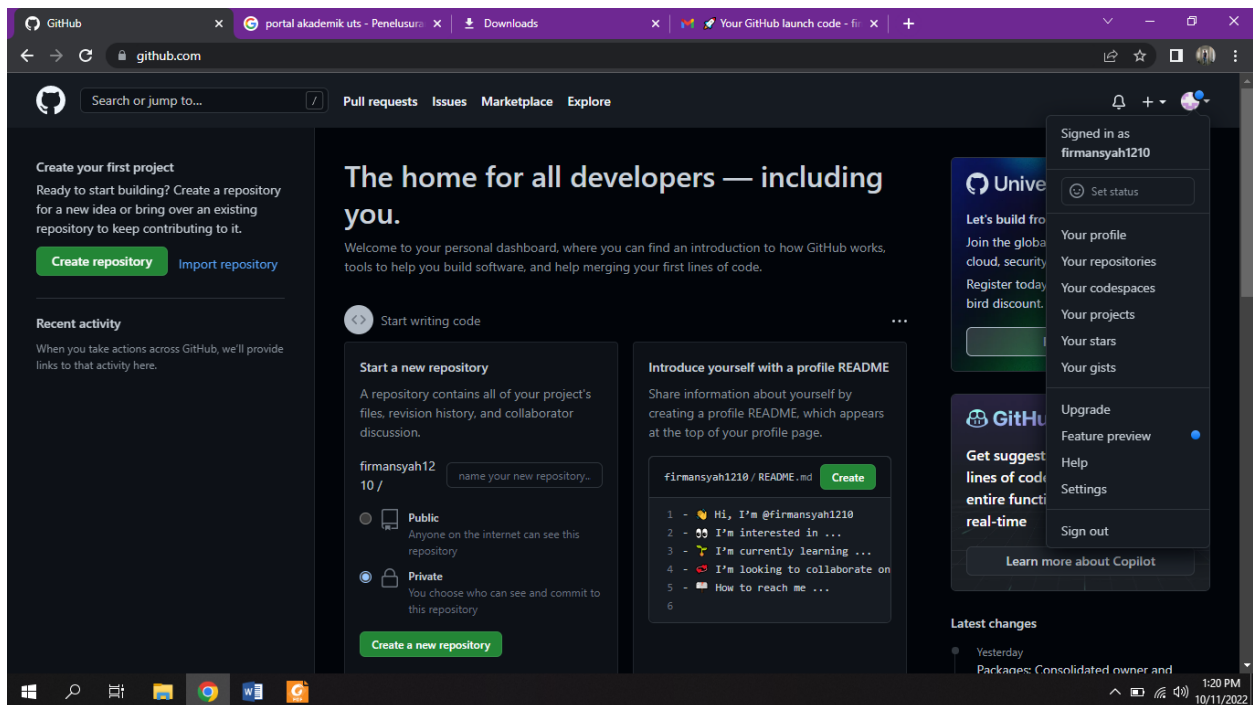 GitHub
portal akademik uts - Penelusura
Downloads
Your GitHub launch code - fir
github.com
Search or jump to...
/
Pull requests Issues Marketplace Explore
Create your first project
Ready to start building? Create a repository
for a new idea or bring over an existing
repository to keep contributing to it.
Create repository
Import repository
Recent activity
When you take actions across GitHub, we'll provide
links to that activity here.
The home for all developers — including
you.
Welcome to your personal dashboard, where you can find an introduction to how GitHub works,
tools to help you build software, and help merging your first lines of code.
Start writing code
Start a new repository
A repository contains all of your project's
files, revision history, and collaborator
discussion.
firmansyah12
10 /
name your new repository...
Public
Anyone on the internet can see this
repository
Private
You choose who can see and commit to
this repository
Create a new repository
Introduce yourself with a profile README
Share information about yourself by
creating a profile README, which appears
at the top of your profile page.
firmansyah1210 / README.md
Create
1 - 👋 Hi, I'm @firmansyah1210
2 - 👀 I'm interested in ...
3 - 🌱 I'm currently learning ...
4 - 💞️ I'm looking to collaborate on
5 - 📫 How to reach me ...
6
Unive
Let's build fro
Join the globa
cloud, security
Register today
bird discount.
GitHu
Get suggest
lines of code
entire functi
real-time
Learn more about Copilot
Latest changes
Yesterday
Packages: Consolidated owner and
Signed in as
firmansyah1210
Set status
Your profile
Your repositories
Your codespaces
Your projects
Your stars
Your gists
Upgrade
Feature preview
Help
Settings
Sign out
1:20 PM
10/11/2022